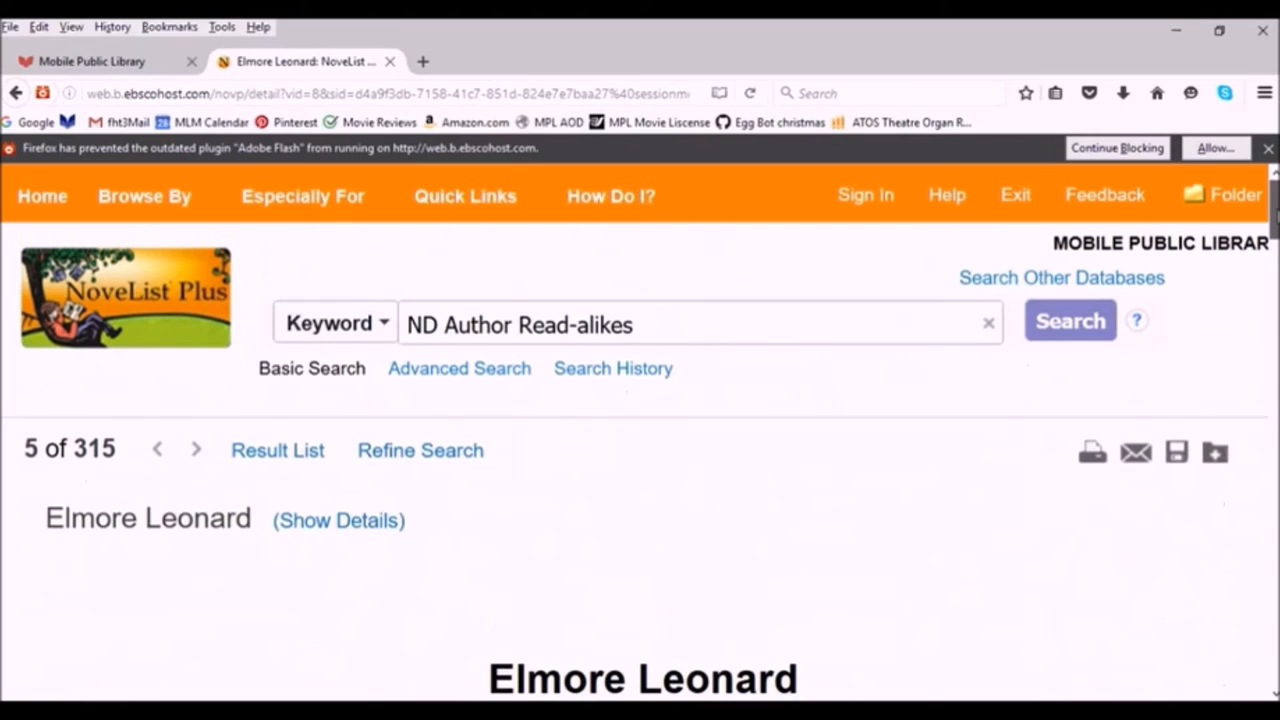 File Edit View History Bookmarks Tools Help
Mobile Public Library Elmore Leonard: NoveList ...
web.b.ebscohost.com/novp/detail?vid=8&sid=d4a9f3db-7158-41c7-851d-824e7e7baa27%40sessionm Search
Google fht3Mail MLM Calendar Pinterest Movie Reviews Amazon.com MPL AOD MPL Movie Liscense Egg Bot christmas ATOS Theatre Organ R...
Firefox has prevented the outdated plugin "Adobe Flash" from running on http://web.b.ebscohost.com. Continue Blocking Allow...
Home Browse By Especially For Quick Links How Do I? Sign In Help Exit Feedback Folder
MOBILE PUBLIC LIBRAR
Search Other Databases
NoveList Plus
Keyword ND Author Read-alikes Search ?
Basic Search Advanced Search Search History
5 of 315 Result List Refine Search
Elmore Leonard (Show Details)
Elmore Leonard